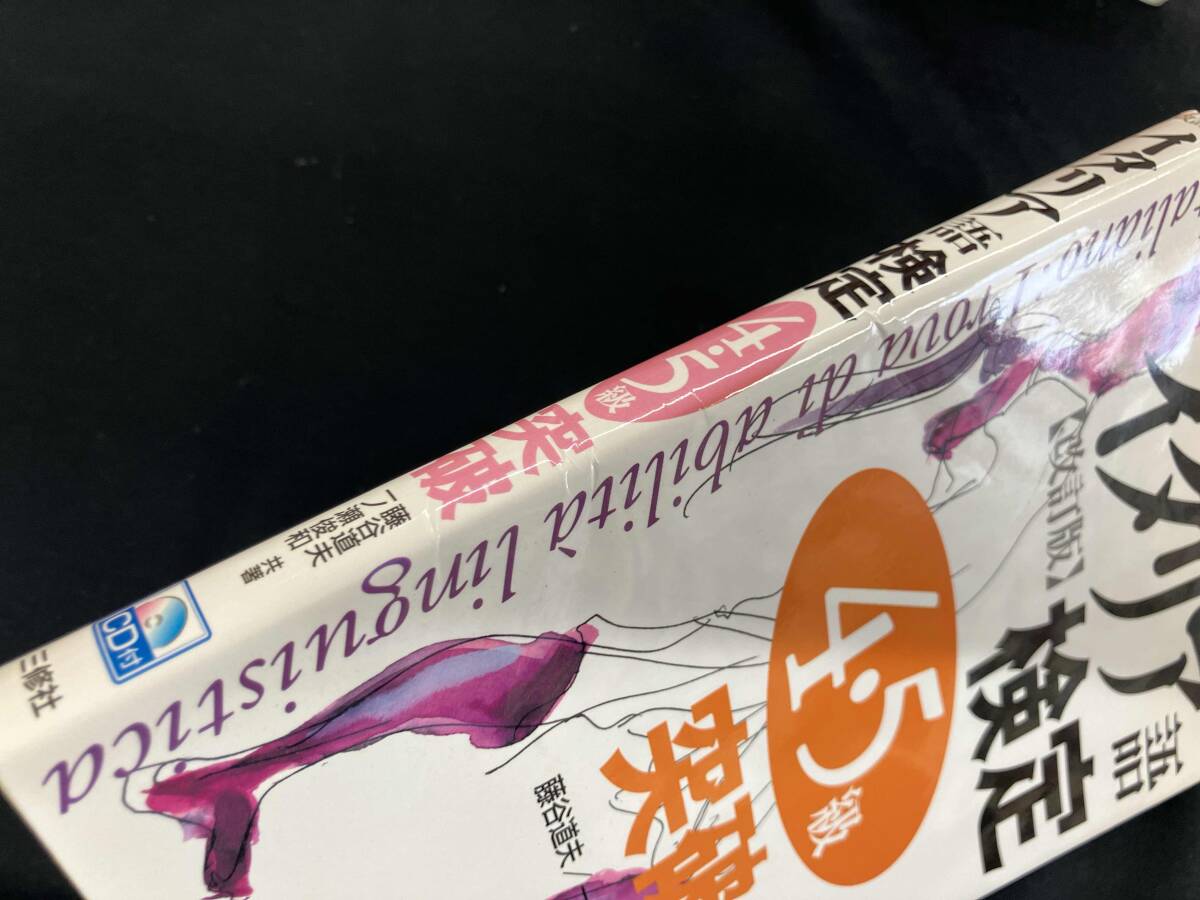 イタリア語検定
4・5級
突破
藤谷道夫
一ノ瀬俊和 共著
CD付
三修社
taliano: Prova di abilità linguistica
イタリア語検定
【改訂版】
4・5級
突破
藤谷道夫